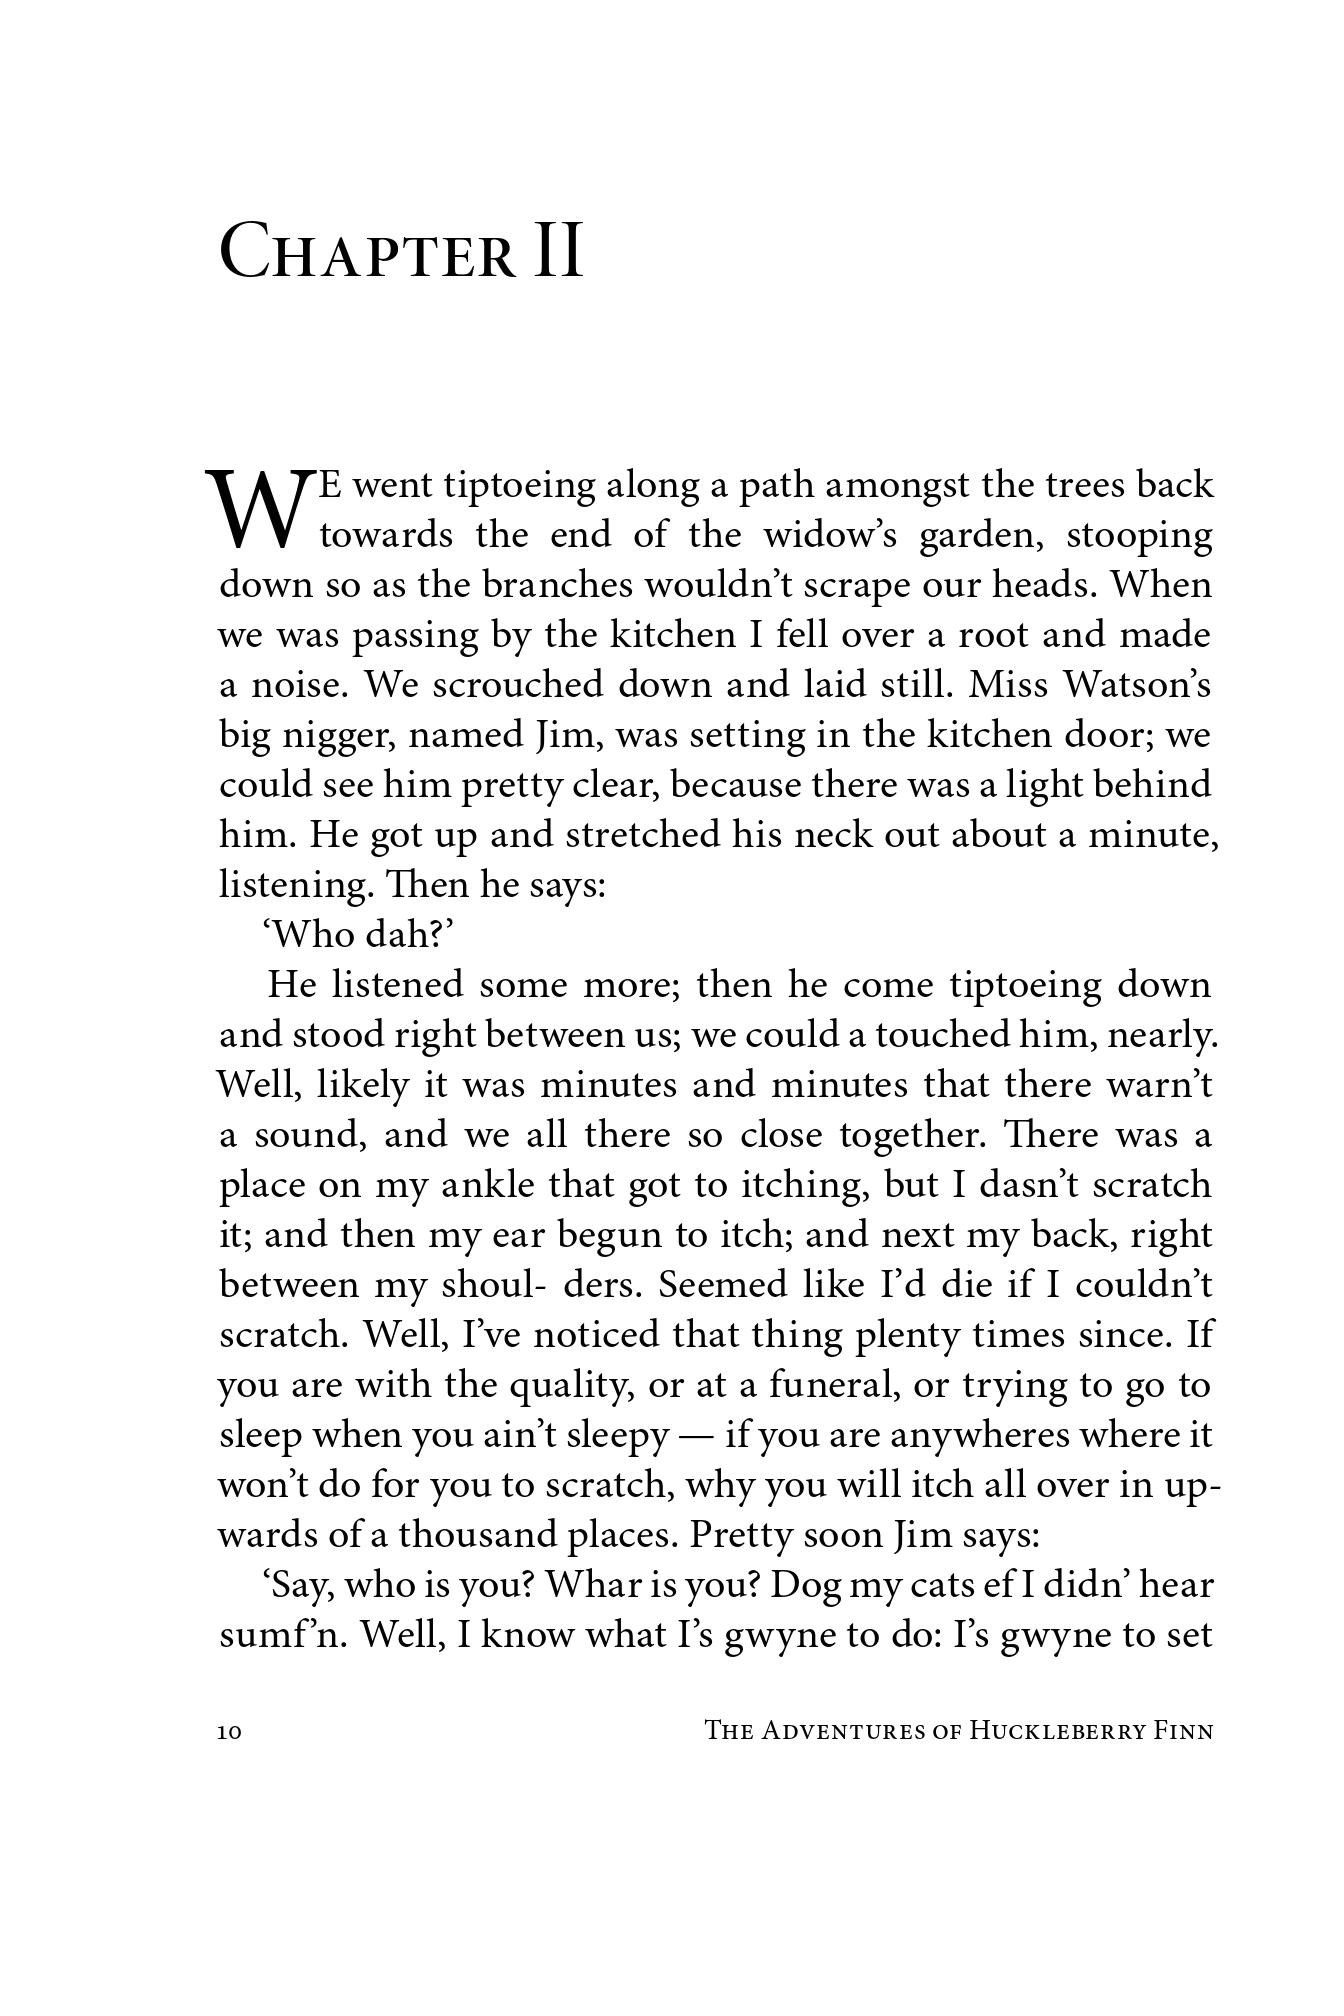 Chapter II
WE went tiptoeing along a path amongst the trees back
towards the end of the widow’s garden, stooping
down so as the branches wouldn’t scrape our heads. When
we was passing by the kitchen I fell over a root and made
a noise. We scrouched down and laid still. Miss Watson’s
big nigger, named Jim, was setting in the kitchen door; we
could see him pretty clear, because there was a light behind
him. He got up and stretched his neck out about a minute,
listening. Then he says:
‘Who dah?’
He listened some more; then he come tiptoeing down
and stood right between us; we could a touched him, nearly.
Well, likely it was minutes and minutes that there warn’t
a sound, and we all there so close together. There was a
place on my ankle that got to itching, but I dasn’t scratch
it; and then my ear begun to itch; and next my back, right
between my shoul- ders. Seemed like I’d die if I couldn’t
scratch. Well, I’ve noticed that thing plenty times since. If
you are with the quality, or at a funeral, or trying to go to
sleep when you ain’t sleepy — if you are anywheres where it
won’t do for you to scratch, why you will itch all over in up-
wards of a thousand places. Pretty soon Jim says:
‘Say, who is you? Whar is you? Dog my cats ef I didn’ hear
sumf’n. Well, I know what I’s gwyne to do: I’s gwyne to set
10 The Adventures of Huckleberry Finn